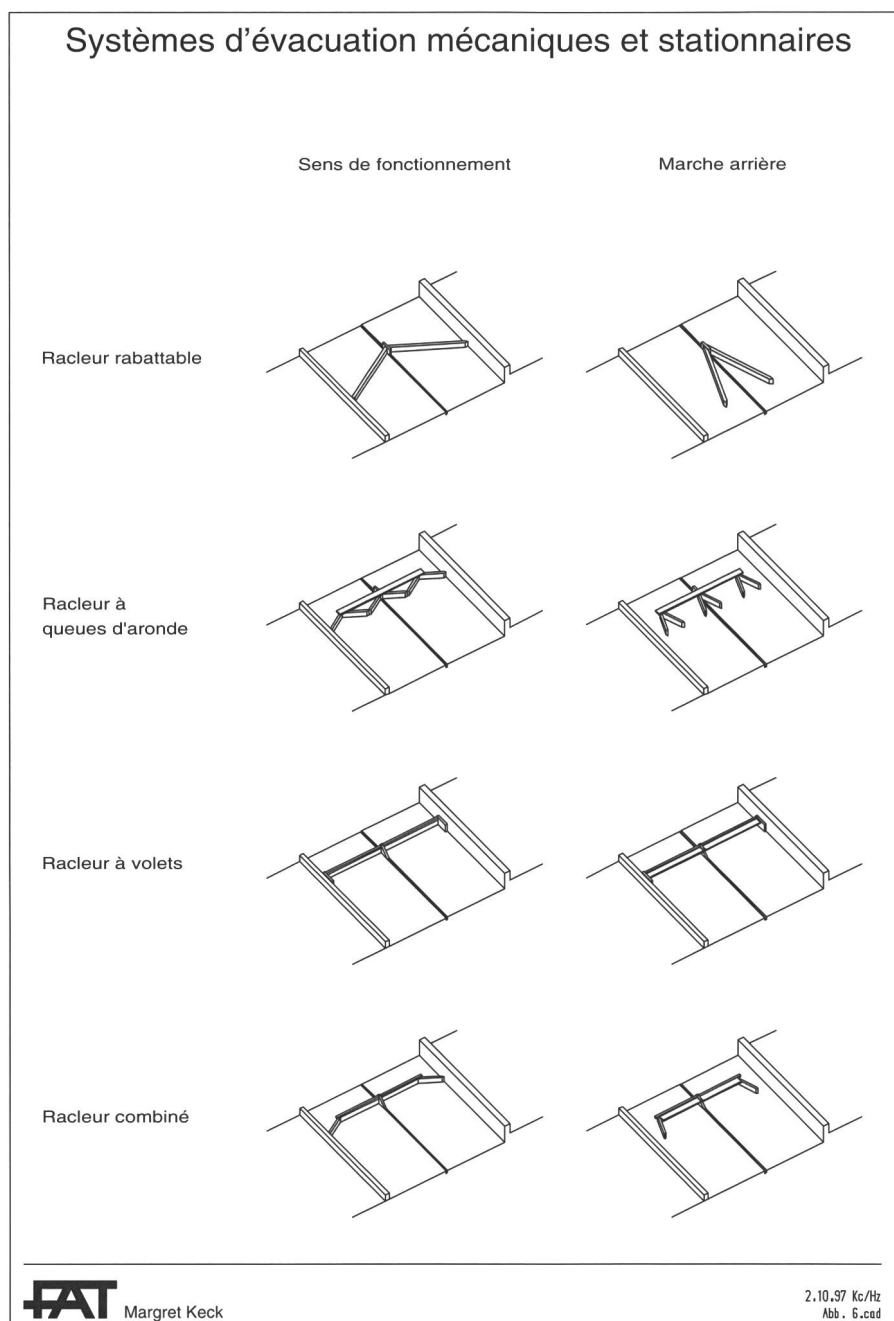 Systèmes d'évacuation mécaniques et stationnaires
Sens de fonctionnement
Marche arrière
Racleur rabattable
Racleur à
queues d'aronde
Racleur à volets
Racleur combiné
FAT Margret Keck
2.10.97 Kc/Hz
Abb. 6.cad